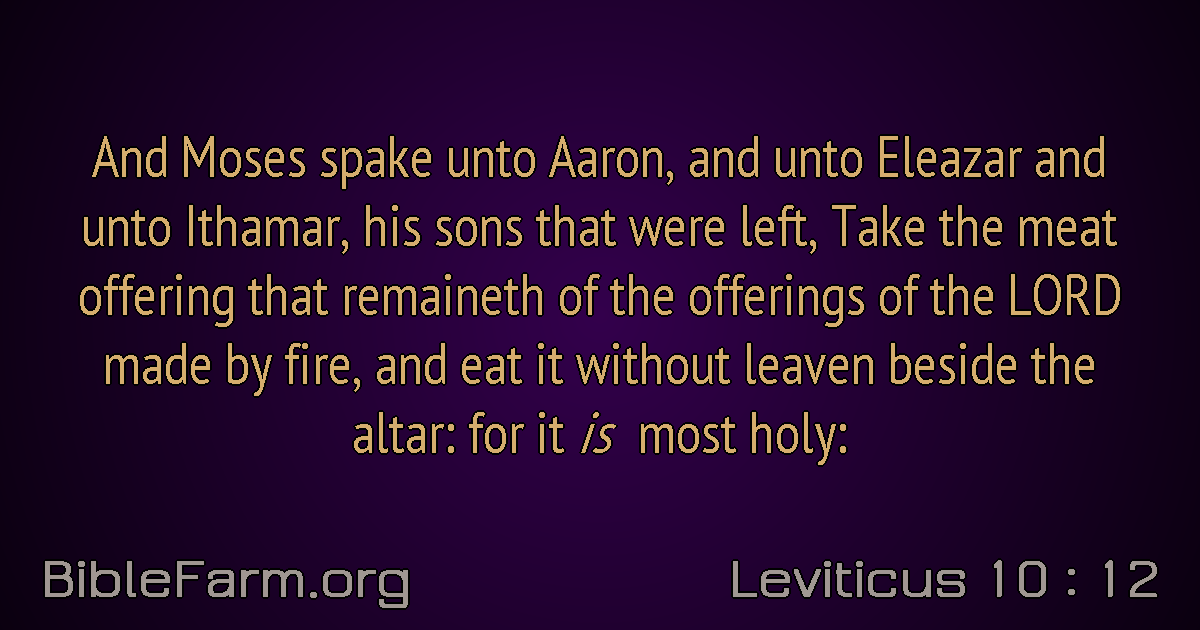 And Moses spake unto Aaron, and unto Eleazar and
unto Ithamar, his sons that were left, Take the meat
offering that remaineth of the offerings of the LORD
made by fire, and eat it without leaven beside the
altar: for it is most holy:
BibleFarm.org
Leviticus 10 : 12